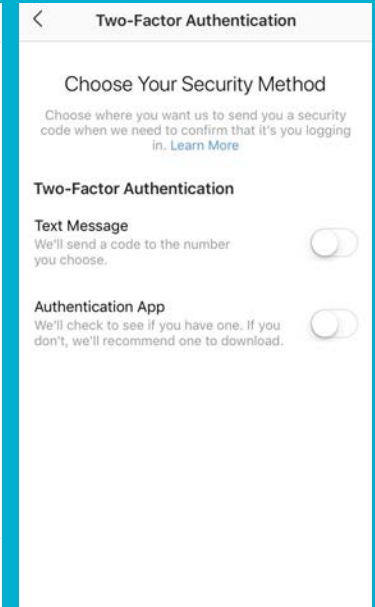 Two-Factor Authentication
Choose Your Security Method
Choose where you want us to send you a security
code when we need to confirm that it's you logging
in. Learn More
Two-Factor Authentication
Text Message
We'll send a code to the number
you choose.
Authentication App
We'll check to see if you have one. If you
don't, we'll recommend one to download.